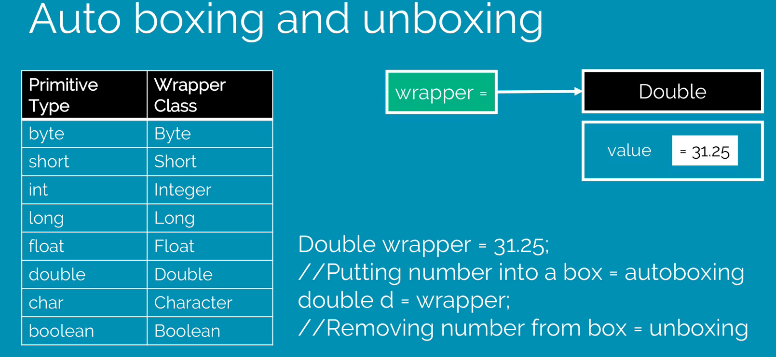 Auto boxing and unboxing
Primitive Type Wrapper Class
byte Byte
short Short
int Integer
long Long
float Float
double Double
char Character
boolean Boolean
wrapper =
Double
value = 31.25
Double wrapper = 31.25;
//Putting number into a box = autoboxing
double d = wrapper;
//Removing number from box = unboxing